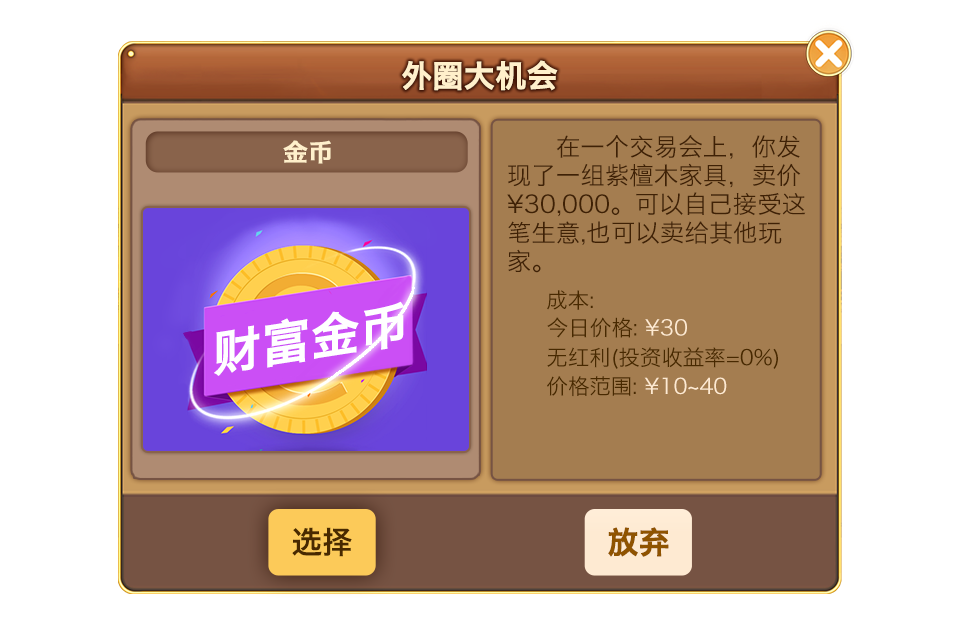 外圈大机会
金币
财富金币
在一个交易会上，你发
现了一组紫檀木家具，卖价
¥30,000。可以自己接受这
笔生意,也可以卖给其他玩
家。
成本:
今日价格: ¥30
无红利(投资收益率=0%)
价格范围: ¥10~40
选择
放弃